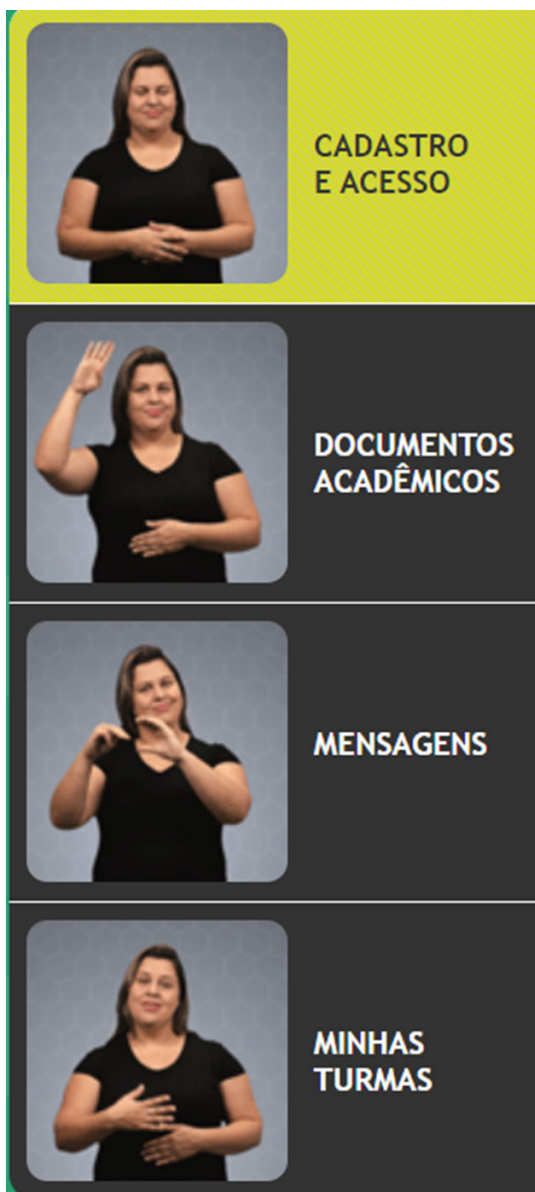 CADASTRO
E ACESSO
DOCUMENTOS
ACADÊMICOS
MENSAGENS
MINHAS
TURMAS